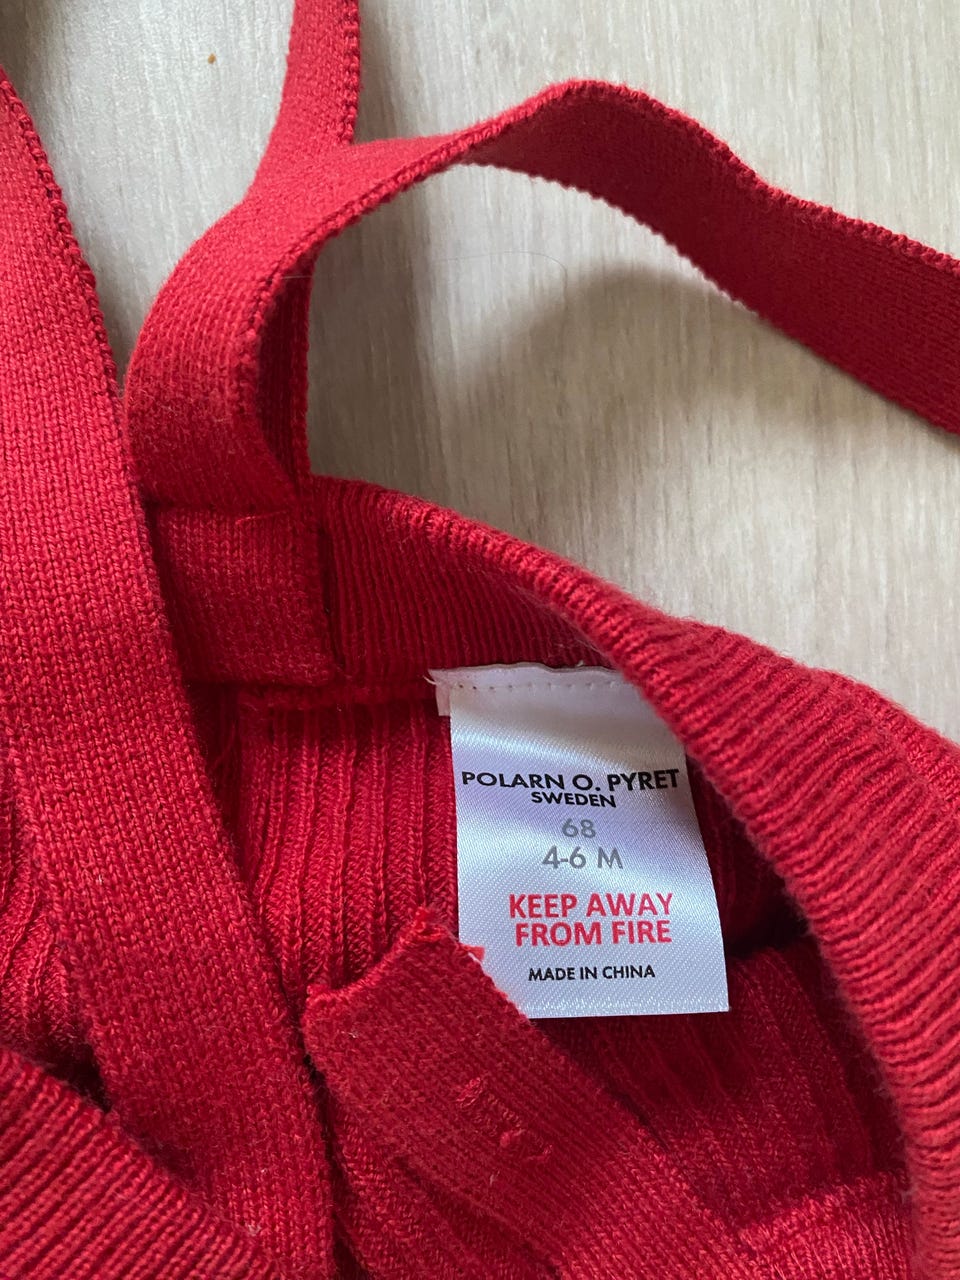 POLARN O. PYRET
SWEDEN
68
4-6 M
KEEP AWAY
FROM FIRE
MADE IN CHINA